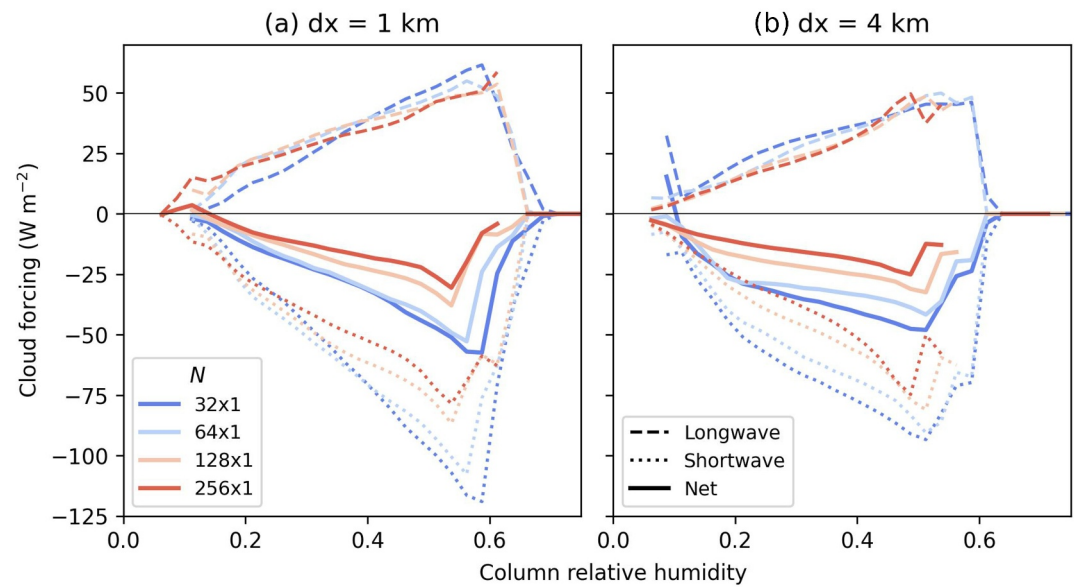 (a) dx = 1 km
(b) dx = 4 km
Cloud forcing (W m⁻²)
50
25
0
−25
−50
−75
−100
−125
N
32x1
64x1
128x1
256x1
Longwave
Shortwave
Net
0.0 0.2 0.4 0.6
0.0 0.2 0.4 0.6
Column relative humidity